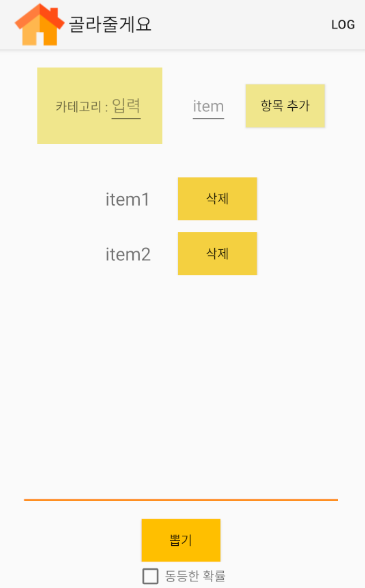 골라줄게요 LOG
카테고리 : 입력 item 항목 추가
item1 삭제
item2 삭제
뽑기
동등한 확률